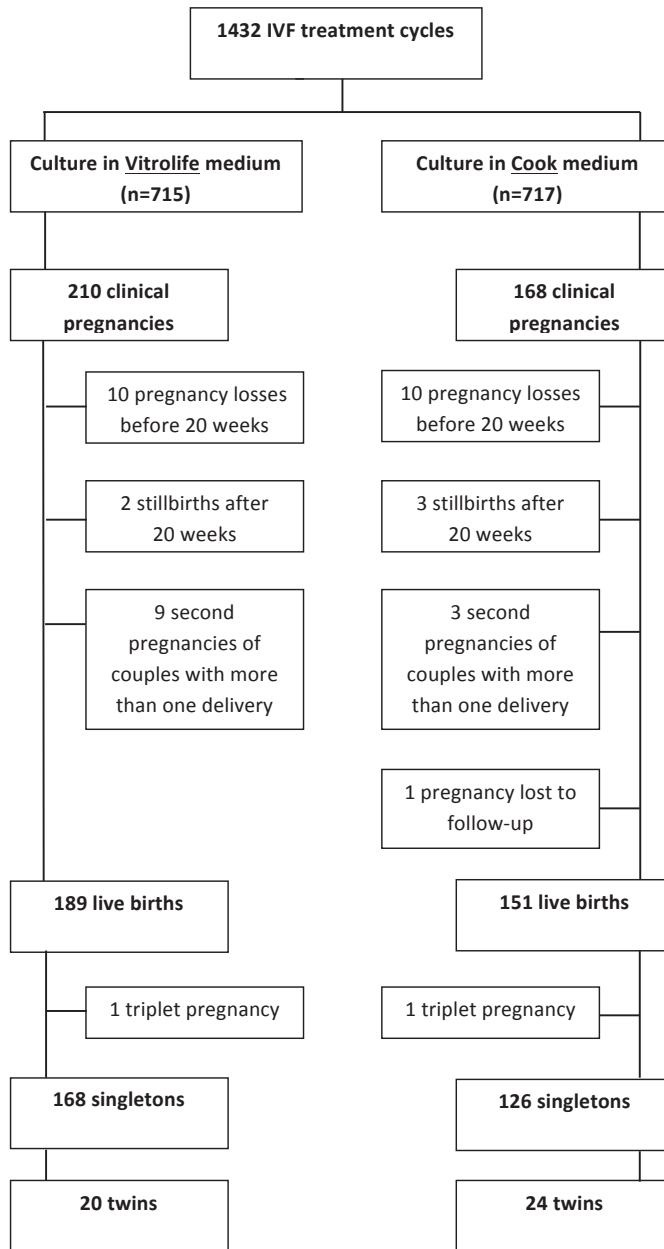 1432 IVF treatment cycles
Culture in Vitrolife medium
(n=715)
Culture in Cook medium
(n=717)
210 clinical
pregnancies
168 clinical
pregnancies
10 pregnancy losses
before 20 weeks
10 pregnancy losses
before 20 weeks
2 stillbirths after
20 weeks
3 stillbirths after
20 weeks
9 second
pregnancies of
couples with more
than one delivery
3 second
pregnancies of
couples with more
than one delivery
1 pregnancy lost to
follow-up
189 live births
151 live births
1 triplet pregnancy
1 triplet pregnancy
168 singletons
126 singletons
20 twins
24 twins